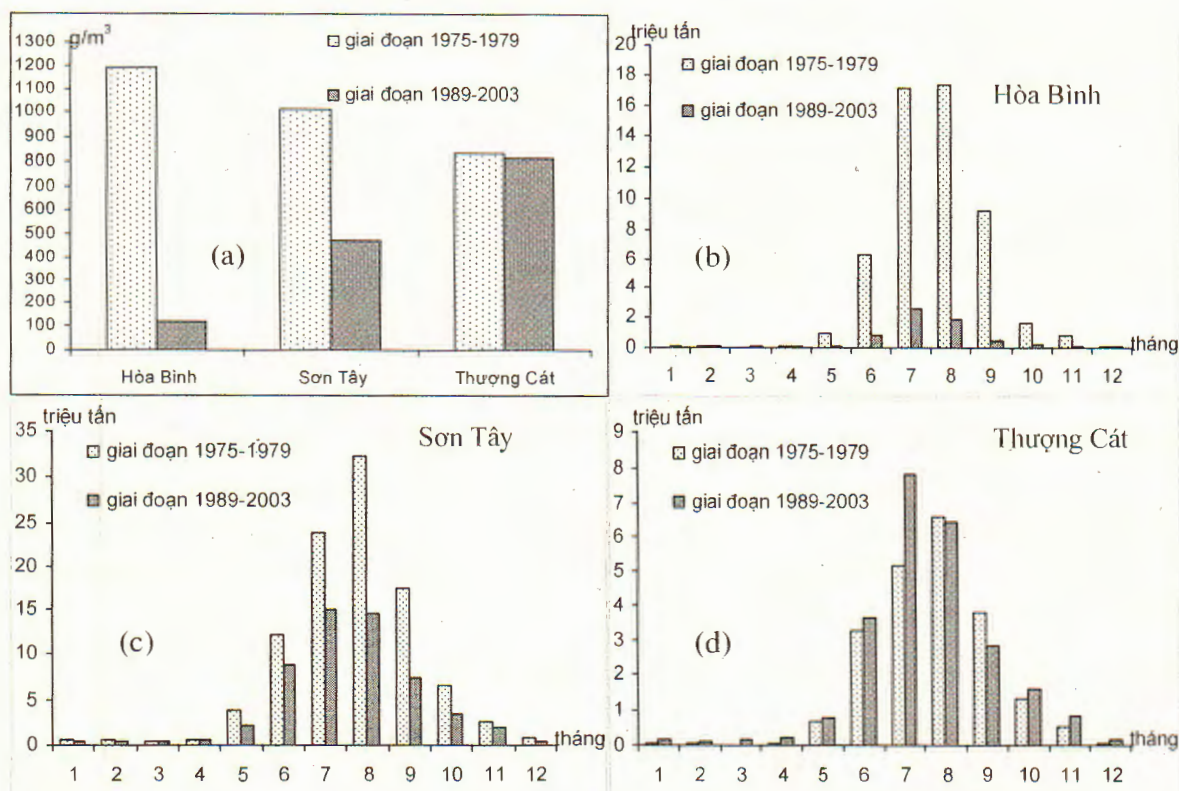 g/m³
giai đoạn 1975-1979
giai đoạn 1989-2003
1300
1200
1100
1000
900
800
700
600
500
400
300
200
100
0
(a)
Hòa Bình Sơn Tây Thượng Cát
triệu tấn
giai đoạn 1975-1979
giai đoạn 1989-2003
Hòa Bình
20
18
16
14
12
10
8
6
4
2
0
(b)
tháng
1 2 3 4 5 6 7 8 9 10 11 12
triệu tấn
Sơn Tây
giai đoạn 1975-1979
giai đoạn 1989-2003
35
30
25
20
15
10
5
0
(c)
tháng
1 2 3 4 5 6 7 8 9 10 11 12
triệu tấn
Thượng Cát
giai đoạn 1975-1979
giai đoạn 1989-2003
9
8
7
6
5
4
3
2
1
0
(d)
tháng
1 2 3 4 5 6 7 8 9 10 11 12